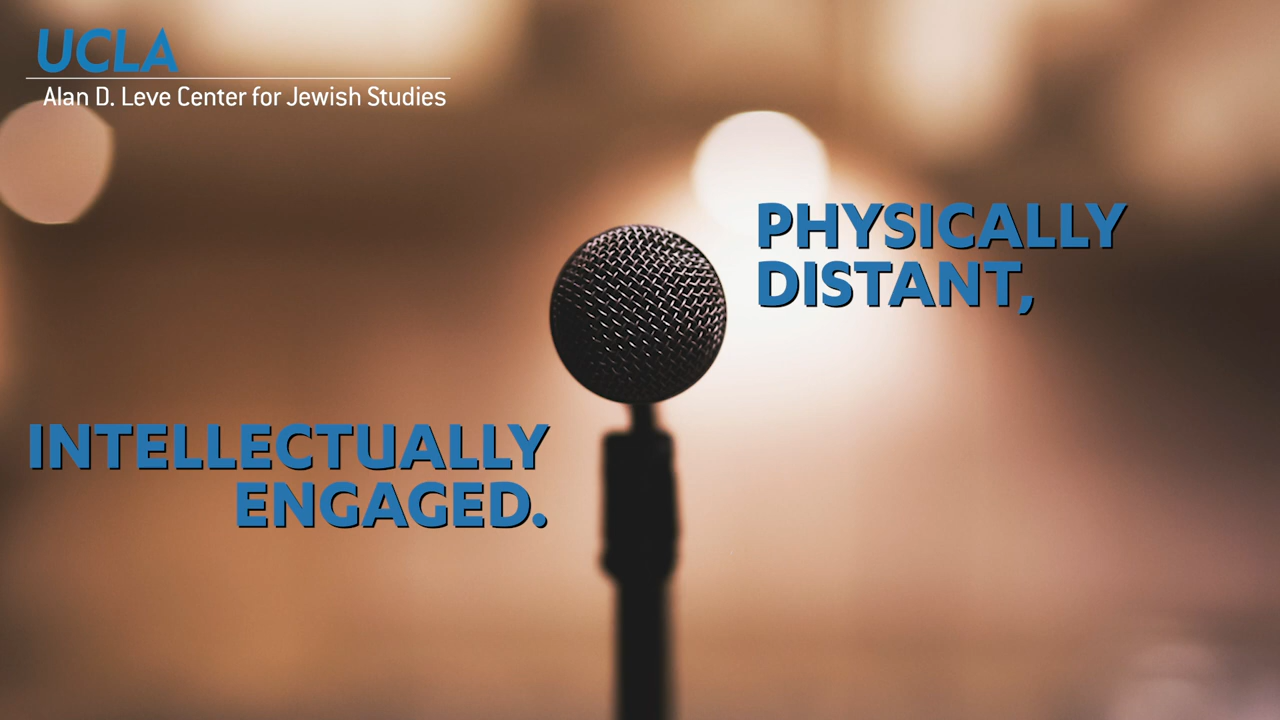 UCLA
Alan D. Leve Center for Jewish Studies
PHYSICALLY
DISTANT,
INTELLECTUALLY
ENGAGED.